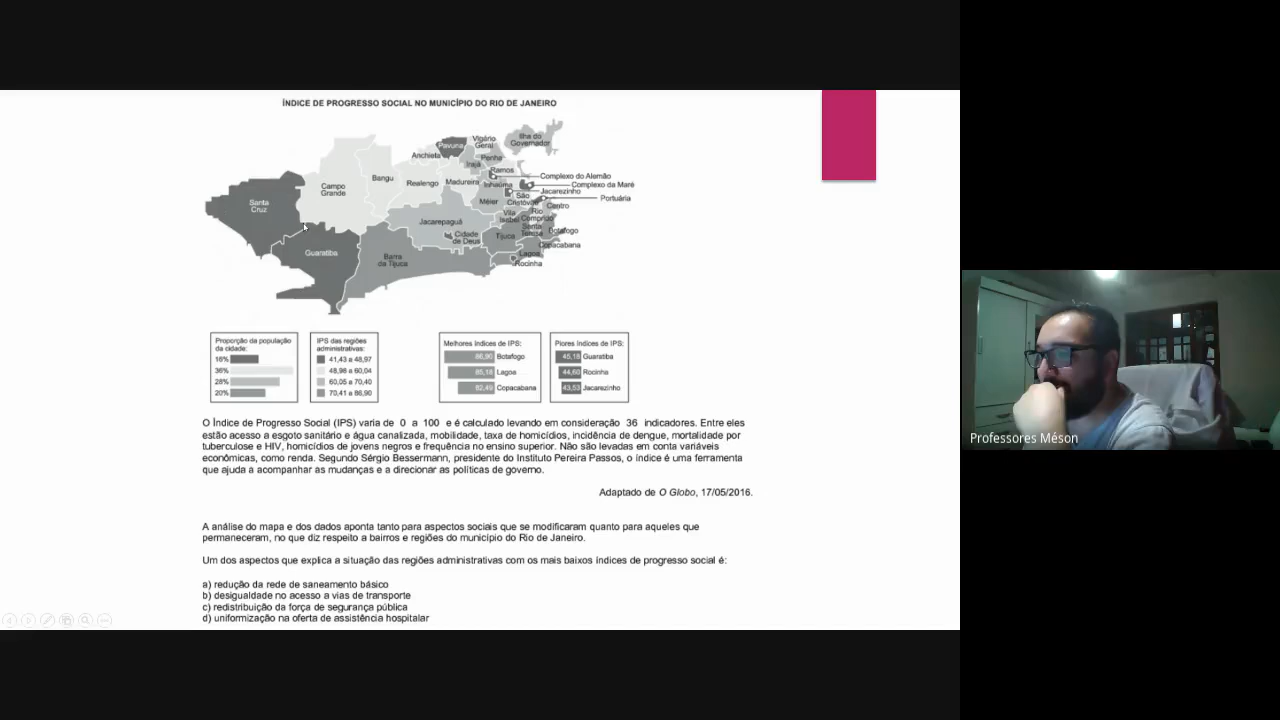 ÍNDICE DE PROGRESSO SOCIAL NO MUNICÍPIO DO RIO DE JANEIRO
Vigário
Geral
Ilha do
Governador
Pavuna
Anchieta
Penha
Irajá
Ramos
Complexo do Alemão
Campo
Grande
Bangu
Realengo
Madureira
Inhaúma
Complexo da Maré
Jacarezinho
São
Cristóvão
Portuária
Santa
Cruz
Méier
Centro
Vila
Isabel
Rio
Comprido
Jacarepaguá
Santa
Teresa
Botafogo
Cidade
de Deus
Tijuca
Copacabana
Guaratiba
Barra
da Tijuca
Lagoa
Rocinha
Proporção da população
da cidade:
16%
36%
28%
20%
IPS das regiões
administrativas:
41,43 a 48,97
48,98 a 60,04
60,05 a 70,40
70,41 a 86,90
Melhores índices de IPS:
86,90 Botafogo
85,18 Lagoa
82,49 Copacabana
Piores índices de IPS:
45,18 Guaratiba
44,60 Rocinha
43,53 Jacarezinho
O Índice de Progresso Social (IPS) varia de 0 a 100 e é calculado levando em consideração 36 indicadores. Entre eles
estão acesso a esgoto sanitário e água canalizada, mobilidade, taxa de homicídios, incidência de dengue, mortalidade por
tuberculose e HIV, homicídios de jovens negros e frequência no ensino superior. Não são levadas em conta variáveis
econômicas, como renda. Segundo Sérgio Bessermann, presidente do Instituto Pereira Passos, o índice é uma ferramenta
que ajuda a acompanhar as mudanças e a direcionar as políticas de governo.
Adaptado de O Globo, 17/05/2016.
A análise do mapa e dos dados aponta tanto para aspectos sociais que se modificaram quanto para aqueles que
permaneceram, no que diz respeito a bairros e regiões do município do Rio de Janeiro.
Um dos aspectos que explica a situação das regiões administrativas com os mais baixos índices de progresso social é:
a) redução da rede de saneamento básico
b) desigualdade no acesso a vias de transporte
c) redistribuição da força de segurança pública
d) uniformização na oferta de assistência hospitalar
Professores Méson